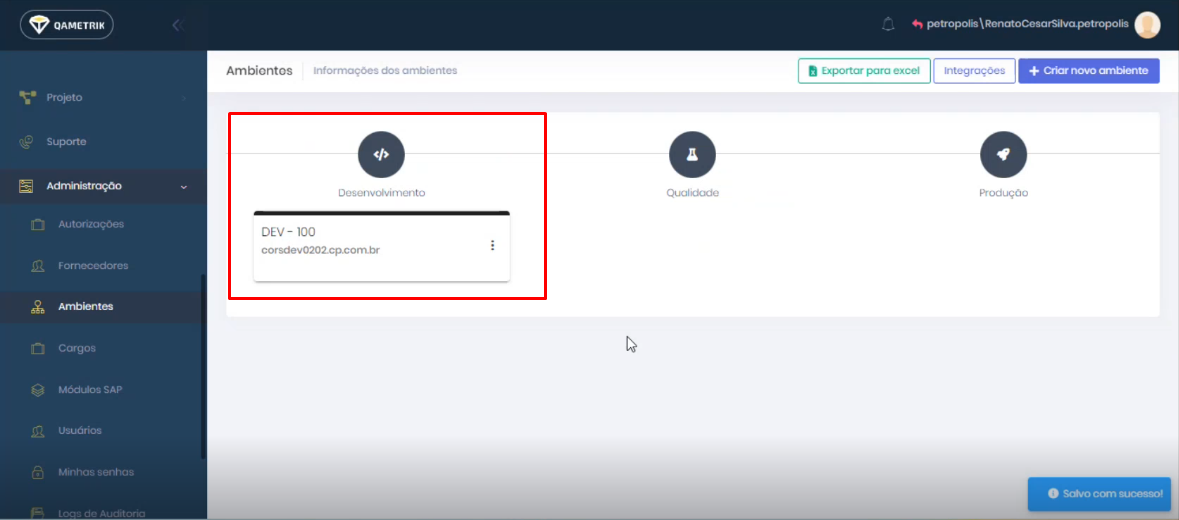 QAMETRIK
petropolis\RenatoCesarSilva.petropolis
Projeto
Suporte
Administração
Autorizações
Fornecedores
Ambientes
Cargos
Módulos SAP
Usuários
Minhas senhas
Logs de Auditoria
Ambientes
Informações dos ambientes
Exportar para excel
Integrações
+ Criar novo ambiente
Desenvolvimento
Qualidade
Produção
DEV - 100
corsdev0202.cp.com.br
Salvo com sucesso!